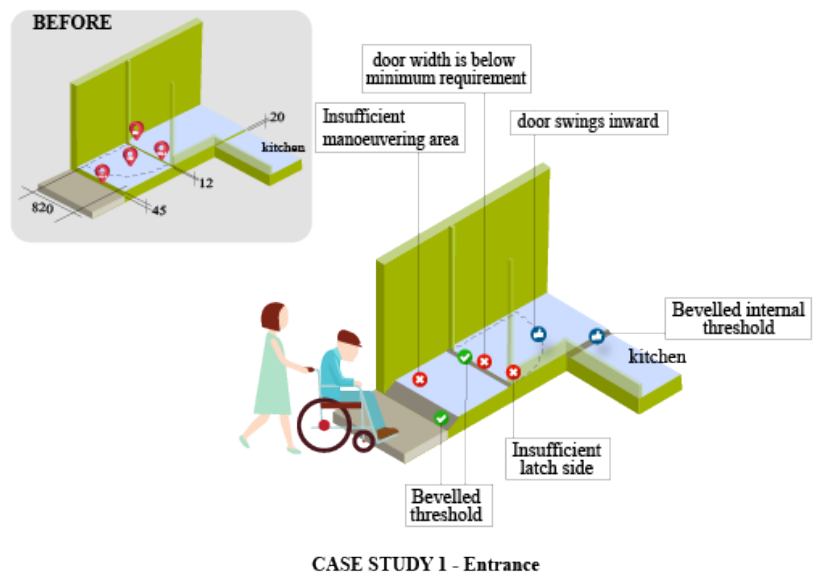 BEFORE
20
kitchen
12
45
820
door width is below
minimum requirement
Insufficient
manoeuvering area
door swings inward
Bevelled internal
threshold
kitchen
Insufficient
latch side
Bevelled
threshold
CASE STUDY 1 - Entrance